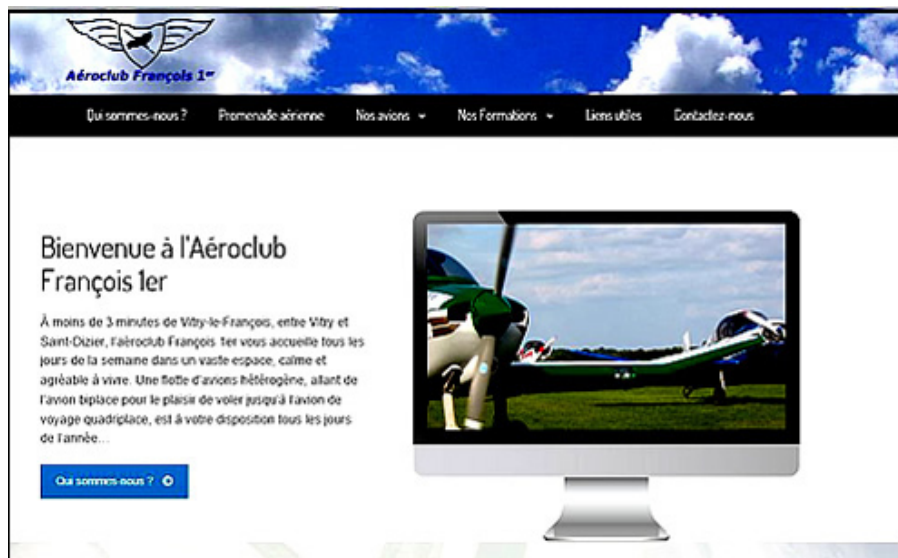 Aéroclub François 1er
Qui sommes-nous ? Promenade aérienne Nos avions Nos Formations Liens utiles Contactez-nous
Bienvenue à l'Aéroclub
François 1er
À moins de 3 minutes de Vitry-le-François, entre Vitry et
Saint-Dizier, l'aéroclub François 1er vous accueille tous les
jours de la semaine dans un vaste espace, calme et
agréable à vivre. Une flotte d'avions hétérogène, allant de
l'avion biplace pour le plaisir de voler jusqu'à l'avion de
voyage quadriplace, est à votre disposition tous les jours
de l'année...
Qui sommes-nous ?